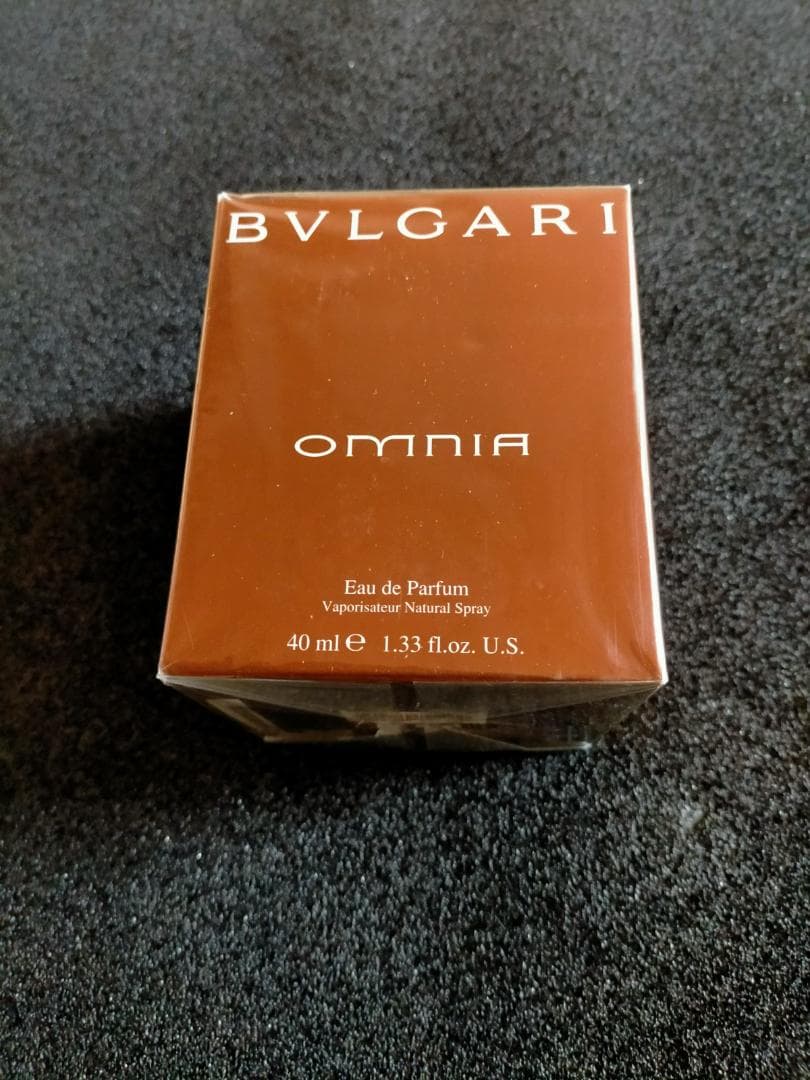 BVLGARI
OMNIA
Eau de Parfum
Vaporisateur Natural Spray
40 ml ℮ 1.33 fl.oz. U.S.